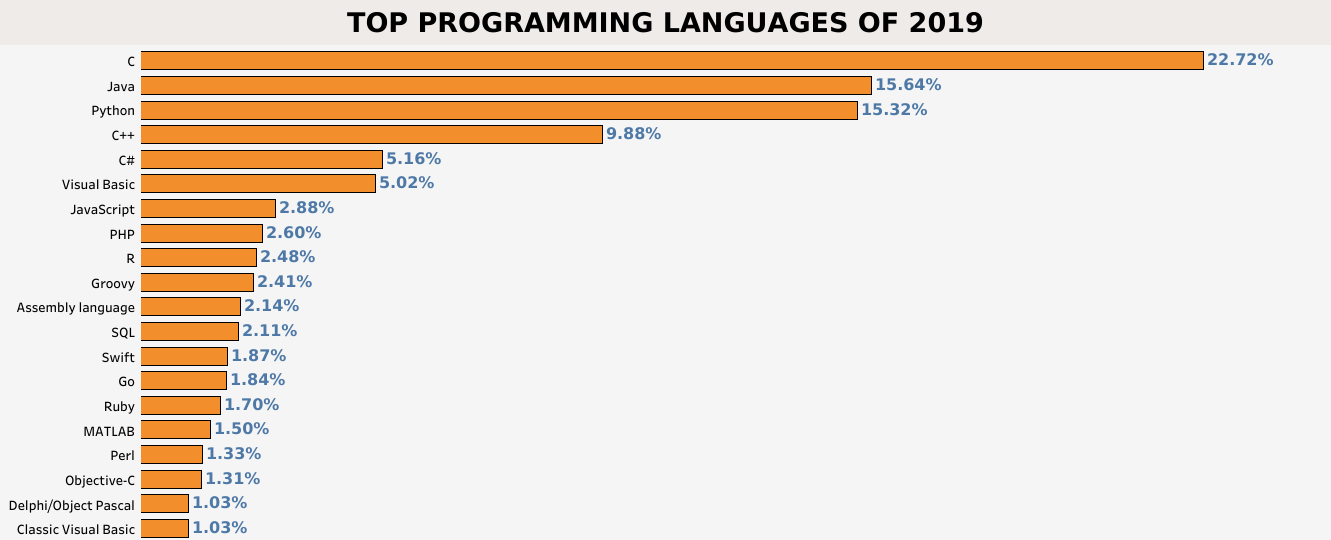 TOP PROGRAMMING LANGUAGES OF 2019
C 22.72%
Java 15.64%
Python 15.32%
C++ 9.88%
C# 5.16%
Visual Basic 5.02%
JavaScript 2.88%
PHP 2.60%
R 2.48%
Groovy 2.41%
Assembly language 2.14%
SQL 2.11%
Swift 1.87%
Go 1.84%
Ruby 1.70%
MATLAB 1.50%
Perl 1.33%
Objective-C 1.31%
Delphi/Object Pascal 1.03%
Classic Visual Basic 1.03%